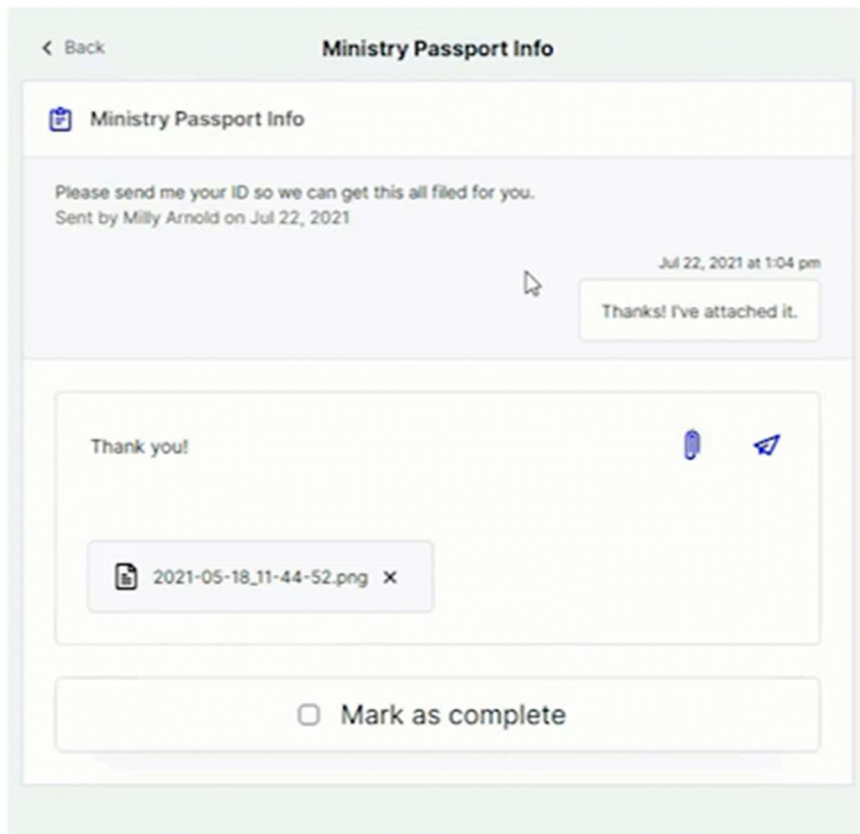 Back
Ministry Passport Info
Ministry Passport Info
Please send me your ID so we can get this all filed for you.
Sent by Milly Arnold on Jul 22, 2021
Jul 22, 2021 at 1:04 pm
Thanks! I've attached it.
Thank you!
2021-05-18_11-44-52.png
Mark as complete